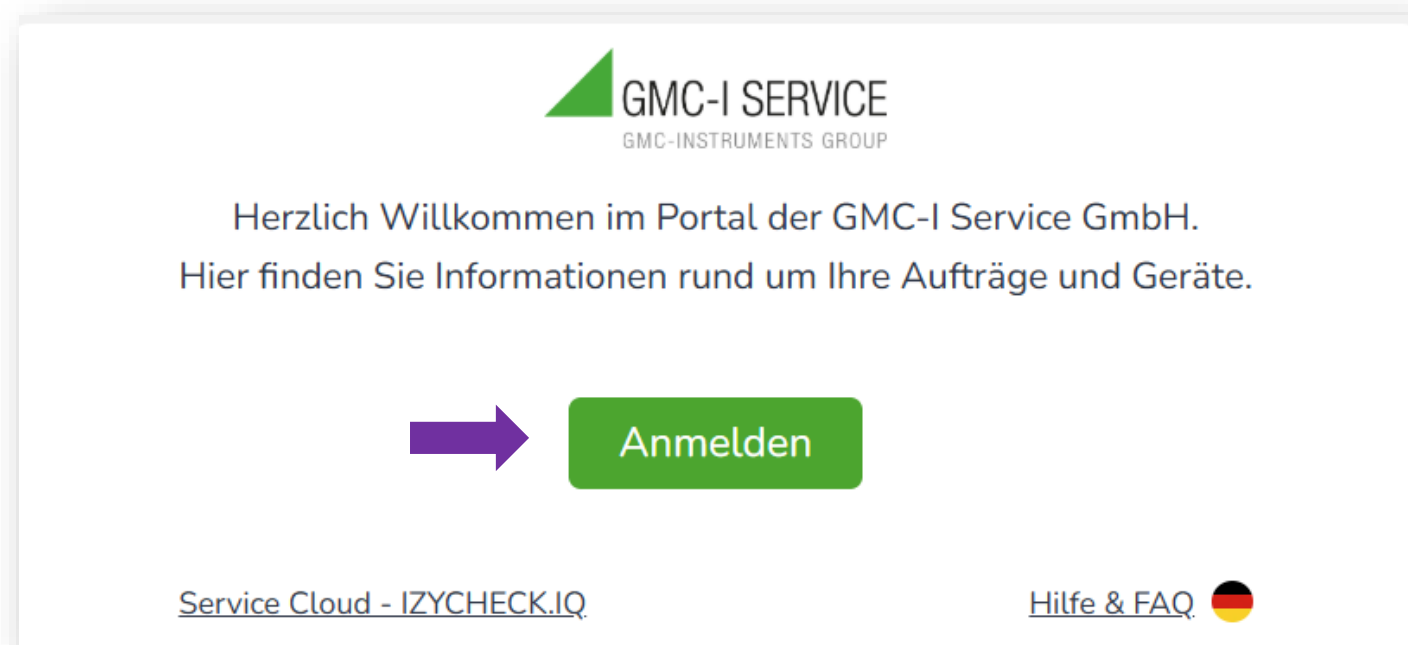 GMC-I SERVICE
GMC-INSTRUMENTS GROUP
Herzlich Willkommen im Portal der GMC-I Service GmbH.
Hier finden Sie Informationen rund um Ihre Aufträge und Geräte.
Anmelden
Service Cloud - IZYCHECK.IQ
Hilfe & FAQ